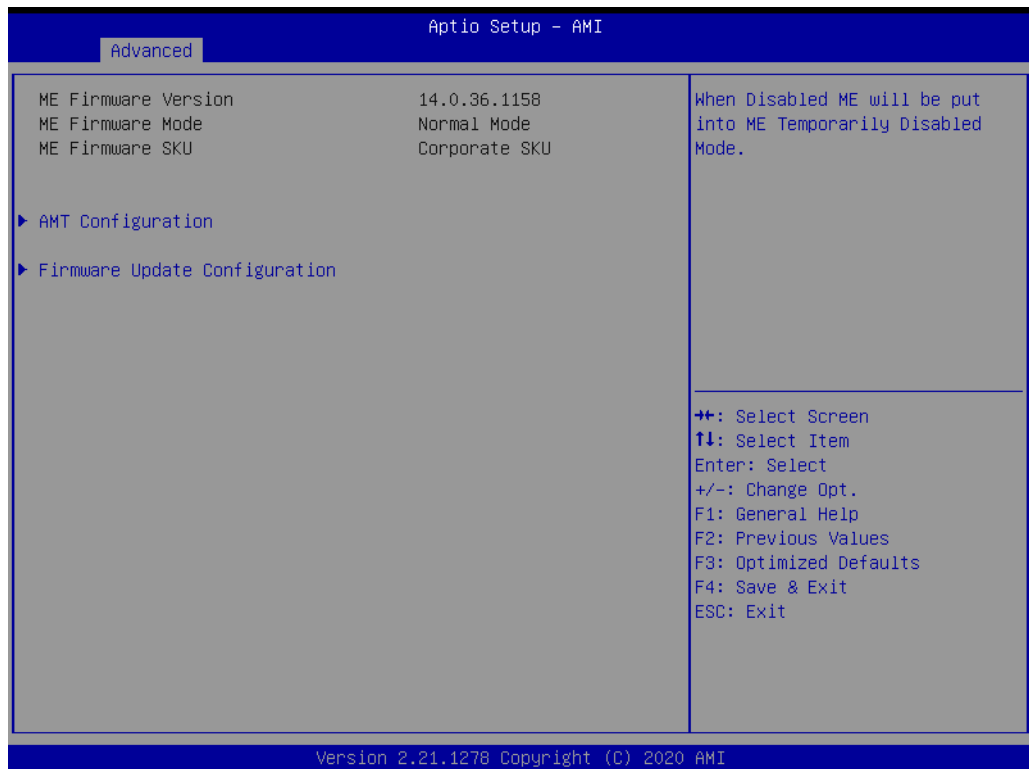 Aptio Setup – AMI
Advanced
ME Firmware Version 14.0.36.1158
ME Firmware Mode Normal Mode
ME Firmware SKU Corporate SKU
► AMT Configuration
► Firmware Update Configuration
When Disabled ME will be put
into ME Temporarily Disabled
Mode.
→←: Select Screen
↑↓: Select Item
Enter: Select
+/-: Change Opt.
F1: General Help
F2: Previous Values
F3: Optimized Defaults
F4: Save & Exit
ESC: Exit
Version 2.21.1278 Copyright (C) 2020 AMI